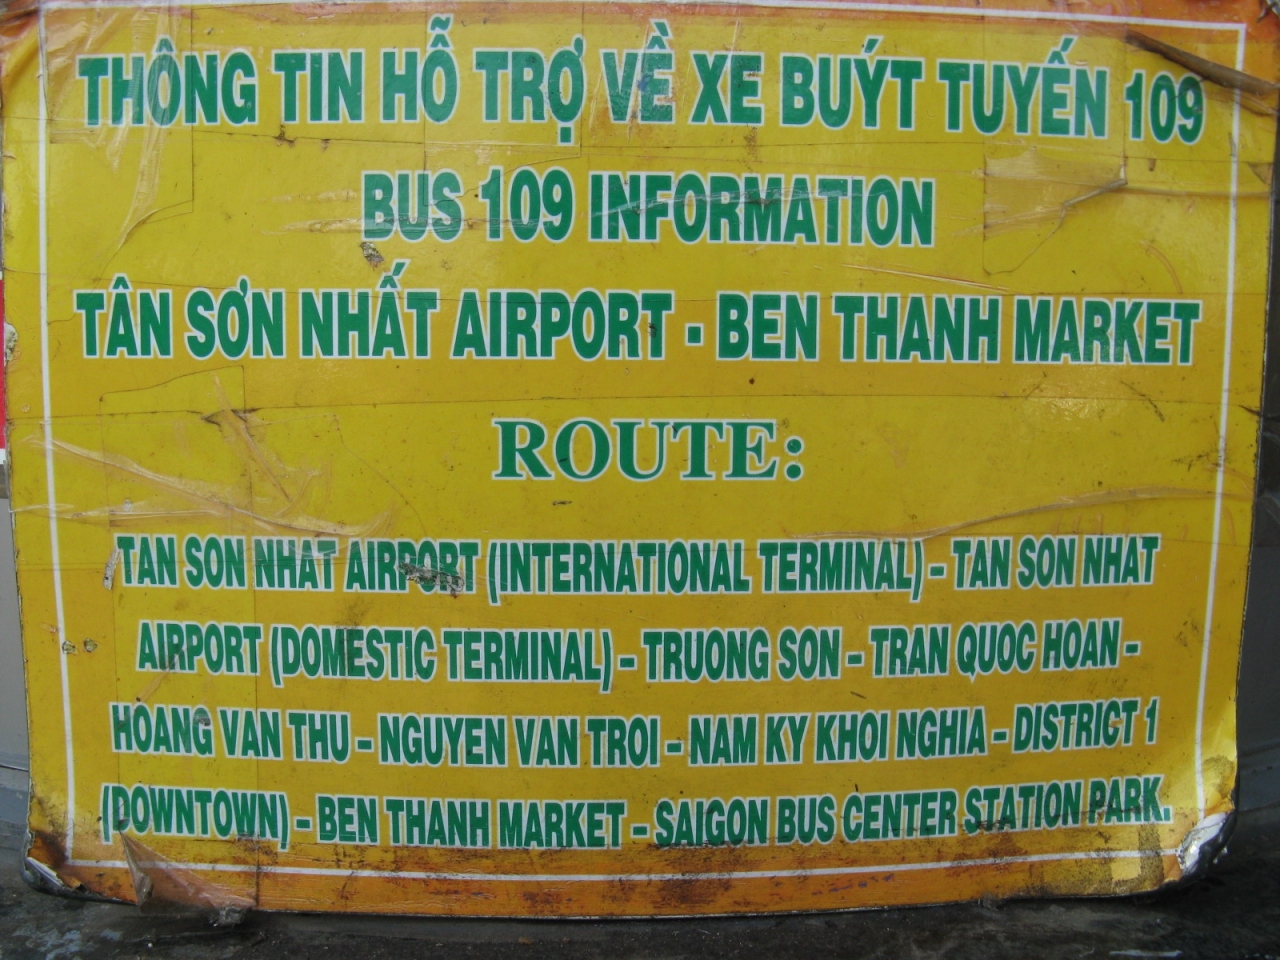 THÔNG TIN HỖ TRỢ VỀ XE BUÝT TUYẾN 109
BUS 109 INFORMATION
TÂN SƠN NHẤT AIRPORT - BEN THANH MARKET
ROUTE:
TAN SON NHAT AIRPORT (INTERNATIONAL TERMINAL) – TAN SON NHAT
AIRPORT (DOMESTIC TERMINAL) – TRUONG SON – TRAN QUOC HOAN –
HOANG VAN THU – NGUYEN VAN TROI – NAM KY KHOI NGHIA – DISTRICT 1
(DOWNTOWN) – BEN THANH MARKET – SAIGON BUS CENTER STATION PARK.